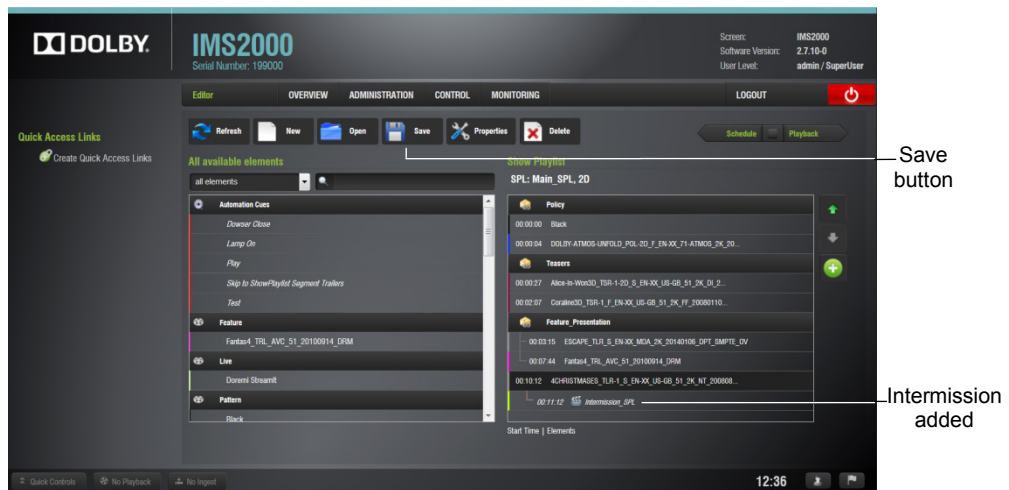 DOLBY.
IMS2000
Serial Number: 199000
Screen: IMS2000
Software Version: 2.7.10-0
User Level: admin / SuperUser
Editor OVERVIEW ADMINISTRATION CONTROL MONITORING LOGOUT
Quick Access Links
Create Quick Access Links
Refresh New Open Save Properties Delete
Schedule Playback
Save
button
All available elements
all elements
Automation Cues
Dowser Close
Lamp On
Play
Skip to ShowPlaylist Segment Trailers
Test
Feature
Fantas4_TRL_AVC_51_20100914_DRM
Live
Doremi Streamit
Pattern
Black
Show Playlist
SPL: Main_SPL, 2D
Policy
00:00:00 Black
00:00:04 DOLBY-ATMOS-UNFOLD_POL-2D_F_EN-XX_71-ATMOS_2K_20...
Teasers
00:00:27 Alice-In-Won3D_TSR-1-2D_S_EN-XX_US-GB_51_2K_DI_2...
00:02:07 Coraline3D_TSR-1_F_EN-XX_US-GB_51_2K_FF_20080110...
Feature_Presentation
00:03:15 ESCAPE_TLR_S_EN-XX_MDA_2K_20140106_DPT_SMPTE_OV
00:07:44 Fantas4_TRL_AVC_51_20100914_DRM
00:10:12 4CHRISTMASES_TLR-1_S_EN-XX_US-GB_51_2K_NT_200808...
00:11:12 Intermission_SPL
Start Time | Elements
Intermission
added
Quick Controls No Playback No Ingest
12:36